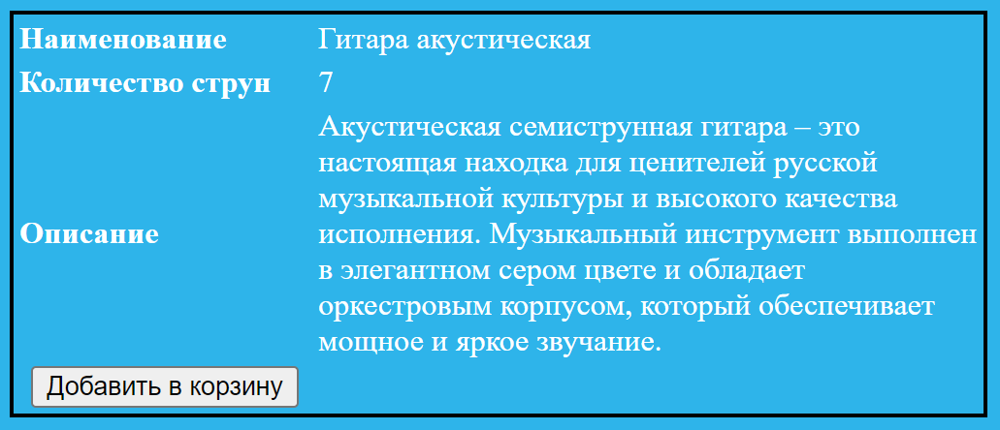 Наименование Гитара акустическая
Количество струн 7
Описание
Акустическая семиструнная гитара – это
настоящая находка для ценителей русской
музыкальной культуры и высокого качества
исполнения. Музыкальный инструмент выполнен
в элегантном сером цвете и обладает
оркестровым корпусом, который обеспечивает
мощное и яркое звучание.
Добавить в корзину